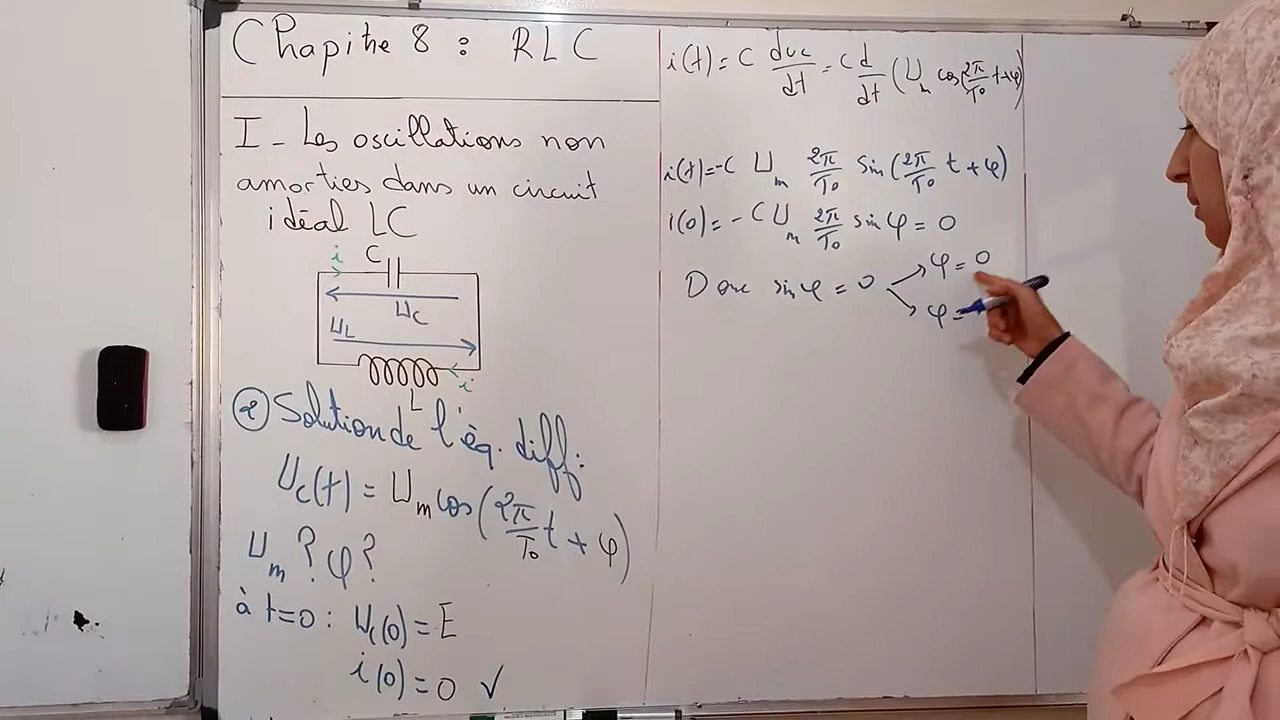 Chapitre 8 : RLC
I - Les oscillations non
amorties dans un circuit
idéal LC
i
C
uc
uL
i
L
② Solution de l'éq. diff:
Uc(t) = Um cos(2π/T₀ t + φ)
Um ? φ ?
à t=0 : Uc(0) = E
i(0) = 0 ✓
i(t) = C duc/dt = C d/dt (Um cos(2π/T₀ t+φ)
i(t) = -C Um 2π/T₀ Sin(2π/T₀ t + φ)
i(0) = - C Um 2π/T₀ sin φ = 0
Donc sin φ = 0 → φ = 0
→ φ =